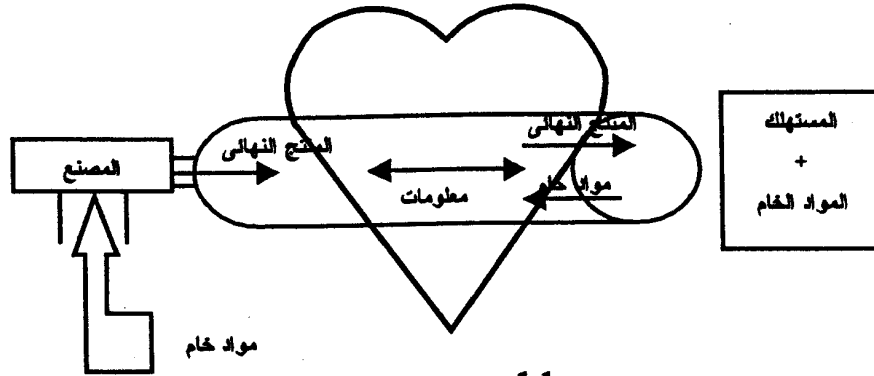 المنتج النهائى
المستهلك
المنتج النهائى
المصنع
+
مواد خام
معلومات
المواد الخام
مواد خام